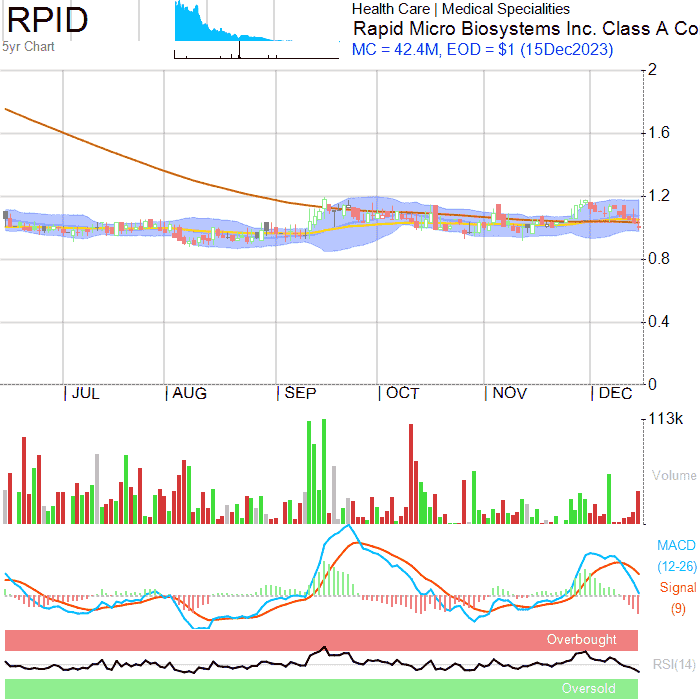 RPID
5yr Chart
Health Care | Medical Specialities
Rapid Micro Biosystems Inc. Class A Co
MC = 42.4M, EOD = $1 (15Dec2023)
2
1.6
1.2
0.8
0.4
0
JUL AUG SEP OCT NOV DEC
113k
Volume
MACD
(12-26)
Signal
(9)
Overbought
RSI(14)
Oversold